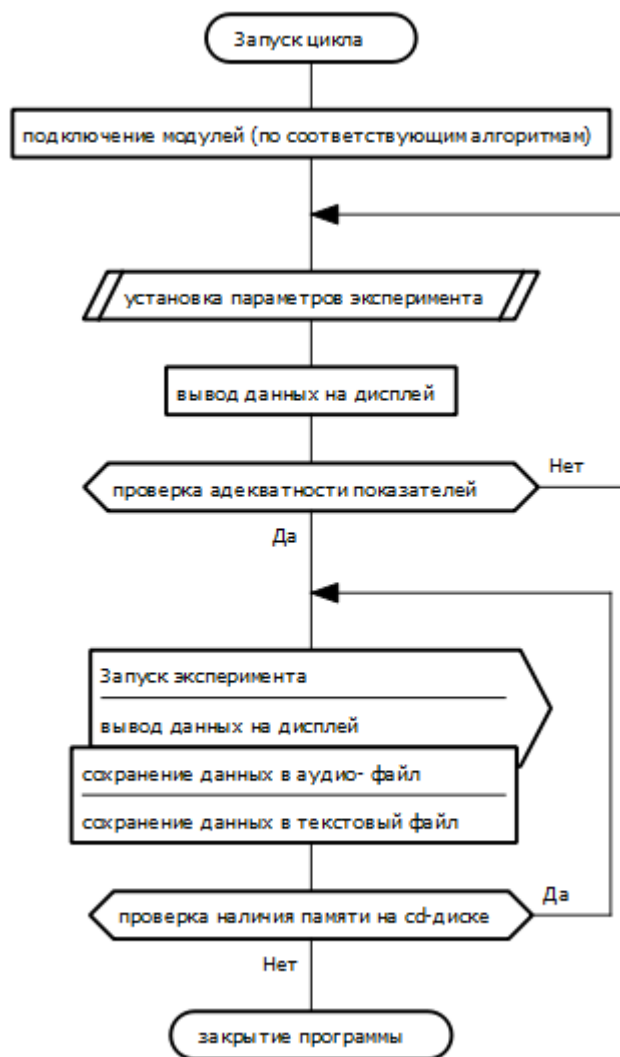 Запуск цикла
подключение модулей (по соответствующим алгоритмам)
установка параметров эксперимента
вывод данных на дисплей
Нет
проверка адекватности показателей
Да
Запуск эксперимента
вывод данных на дисплей
сохранение данных в аудио- файл
сохранение данных в текстовый файл
Да
проверка наличия памяти на cd-диске
Нет
закрытие программы